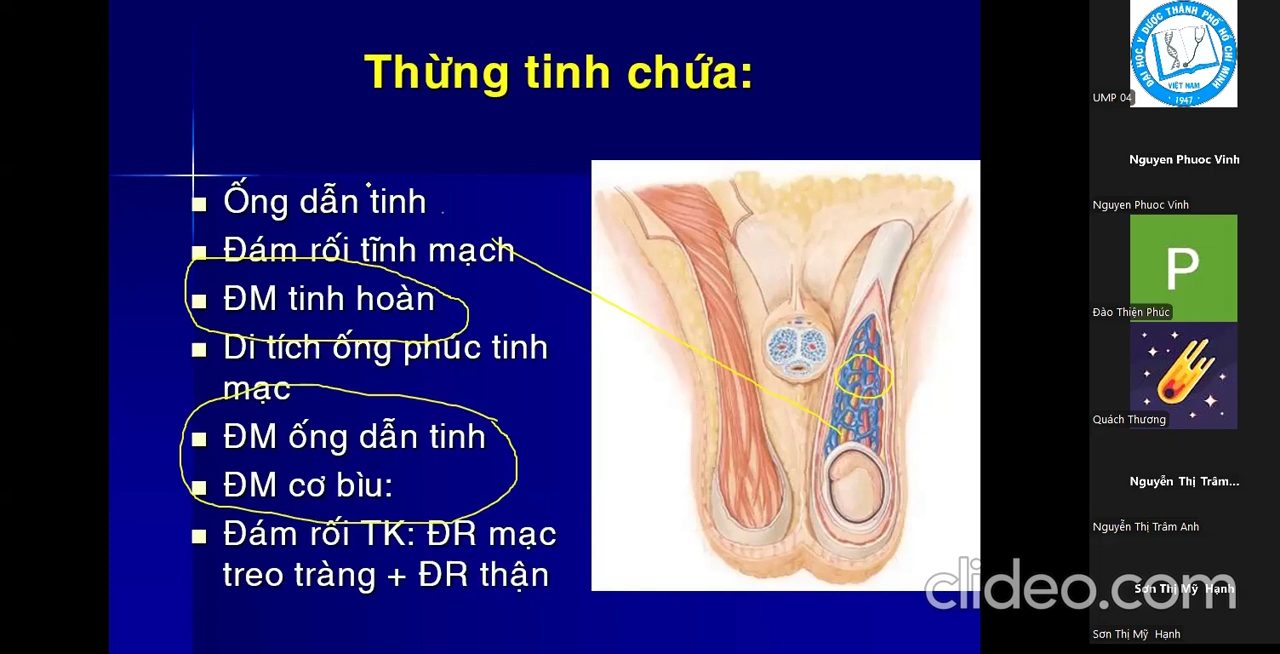 Thừng tinh chứa:
Ống dẫn tinh
Đám rối tĩnh mạch
ĐM tinh hoàn
Di tích ống phúc tinh
mạc
ĐM ống dẫn tinh
ĐM cơ bìu:
Đám rối TK: ĐR mạc
treo tràng + ĐR thận
clideo.com
ĐẠI HỌC Y DƯỢC THÀNH PHỐ HỒ CHÍ MINH
VIỆT NAM
1947
UMP 04
Nguyen Phuoc Vinh
Nguyen Phuoc Vinh
P
Đào Thiện Phúc
Quách Thương
Nguyễn Thị Trâm...
Nguyễn Thị Trâm Anh
Sơn Thị Mỹ Hạnh
Sơn Thị Mỹ Hạnh